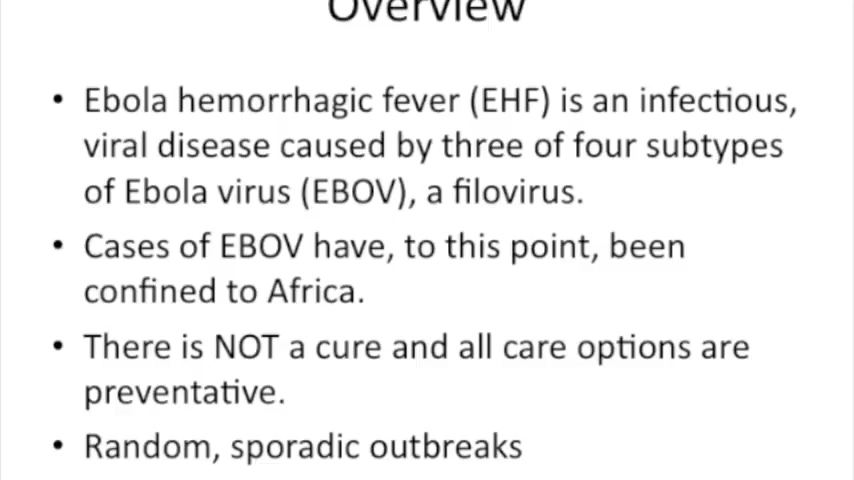 Overview
• Ebola hemorrhagic fever (EHF) is an infectious,
viral disease caused by three of four subtypes
of Ebola virus (EBOV), a filovirus.
• Cases of EBOV have, to this point, been
confined to Africa.
• There is NOT a cure and all care options are
preventative.
• Random, sporadic outbreaks